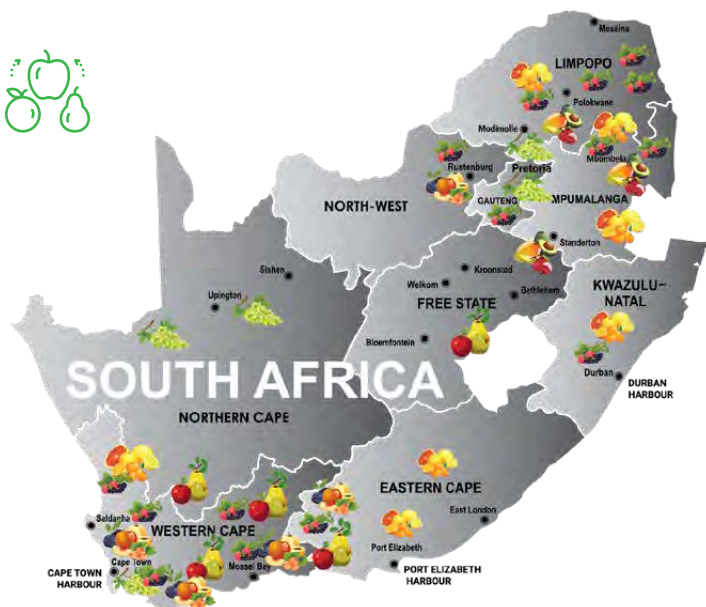 Messina
LIMPOPO
Polokwane
Modimolle
Mbombela
Pretoria
Rustenburg
GAUTENG
MPUMALANGA
NORTH-WEST
Standerton
Sishen
Kroonstad
Welkom
Bethlehem
Upington
FREE STATE
KWAZULU-
NATAL
Bloemfontein
SOUTH AFRICA
Durban
DURBAN
HARBOUR
NORTHERN CAPE
EASTERN CAPE
Saldanha
WESTERN CAPE
East London
Port Elizabeth
Cape Town
CAPE TOWN
HARBOUR
Mossel Bay
PORT ELIZABETH
HARBOUR